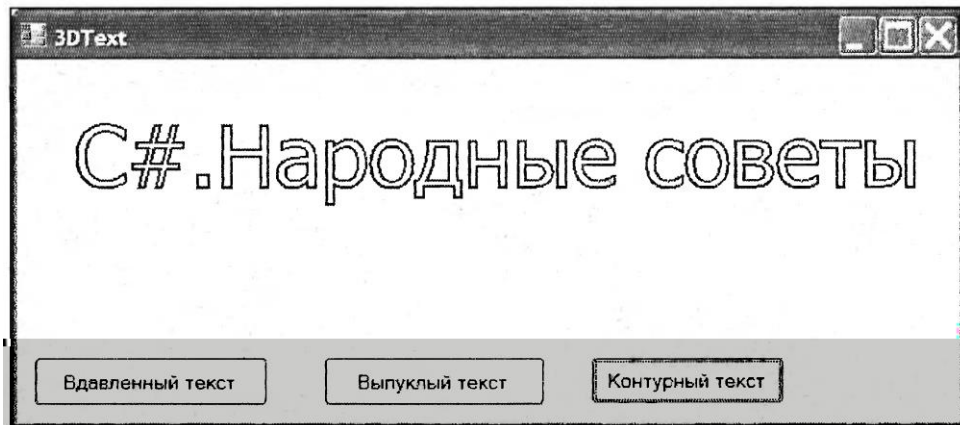 3DText
C#.Народные советы
Вдавленный текст Выпуклый текст Контурный текст